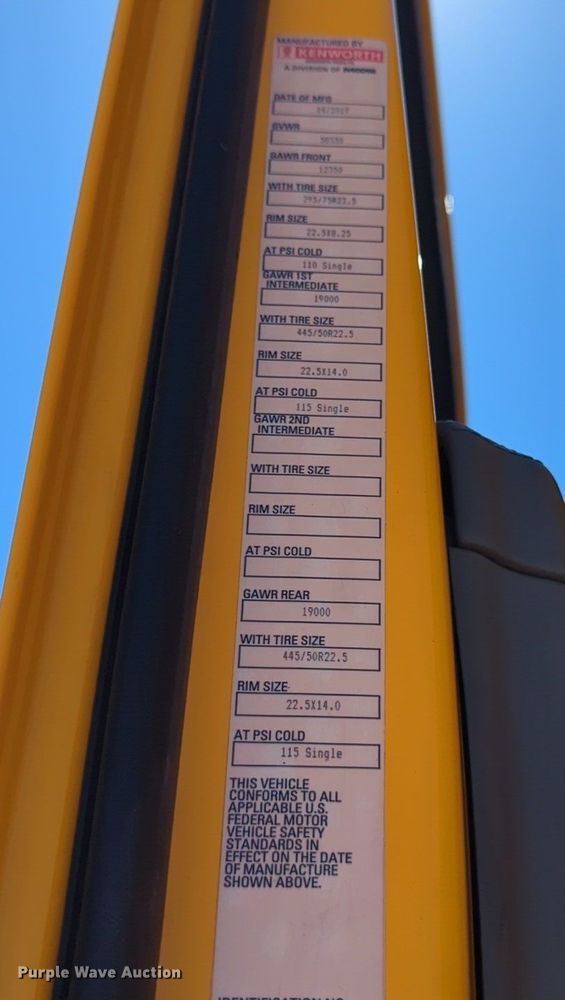 MANUFACTURED BY
KENWORTH
A DIVISION OF PACCAR
DATE OF MFG
04/2017
GVWR
50350
GAWR FRONT
12350
WITH TIRE SIZE
295/75R22.5
RIM SIZE
22.5X8.25
AT PSI COLD
110 Single
GAWR 1ST
INTERMEDIATE
19000
WITH TIRE SIZE
445/50R22.5
RIM SIZE
22.5X14.0
AT PSI COLD
115 Single
GAWR 2ND
INTERMEDIATE
WITH TIRE SIZE
RIM SIZE
AT PSI COLD
GAWR REAR
19000
WITH TIRE SIZE
445/50R22.5
RIM SIZE
22.5X14.0
AT PSI COLD
115 Single
THIS VEHICLE
CONFORMS TO ALL
APPLICABLE U.S.
FEDERAL MOTOR
VEHICLE SAFETY
STANDARDS IN
EFFECT ON THE DATE
OF MANUFACTURE
SHOWN ABOVE.
IDENTIFICATION NO.
Purple Wave Auction